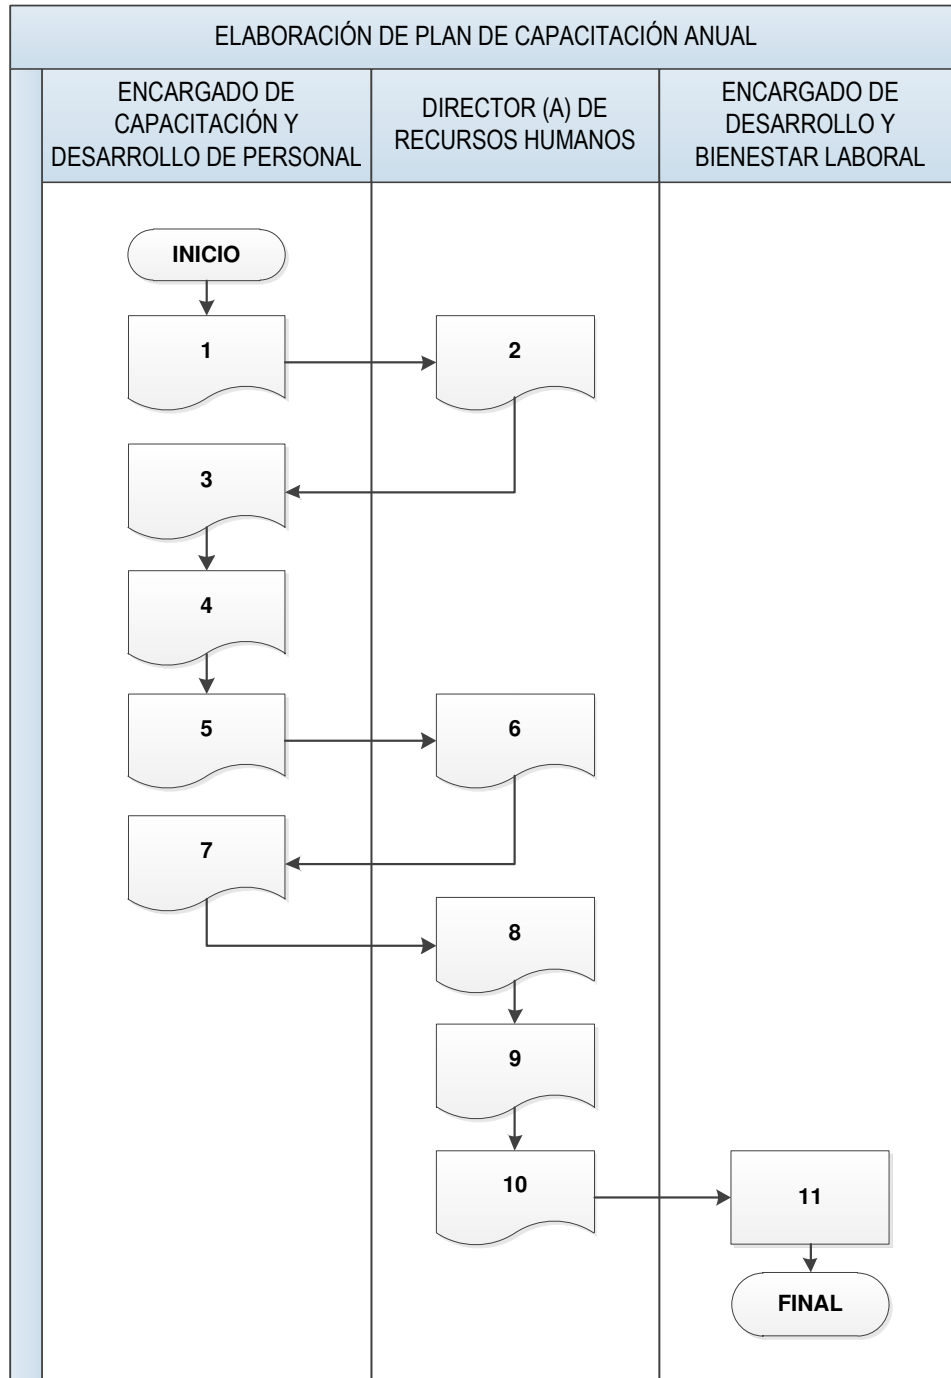 ELABORACIÓN DE PLAN DE CAPACITACIÓN ANUAL
ENCARGADO DE
CAPACITACIÓN Y
DESARROLLO DE PERSONAL
DIRECTOR (A) DE
RECURSOS HUMANOS
ENCARGADO DE
DESARROLLO Y
BIENESTAR LABORAL
INICIO
1
2
3
4
5
6
7
8
9
10
11
FINAL